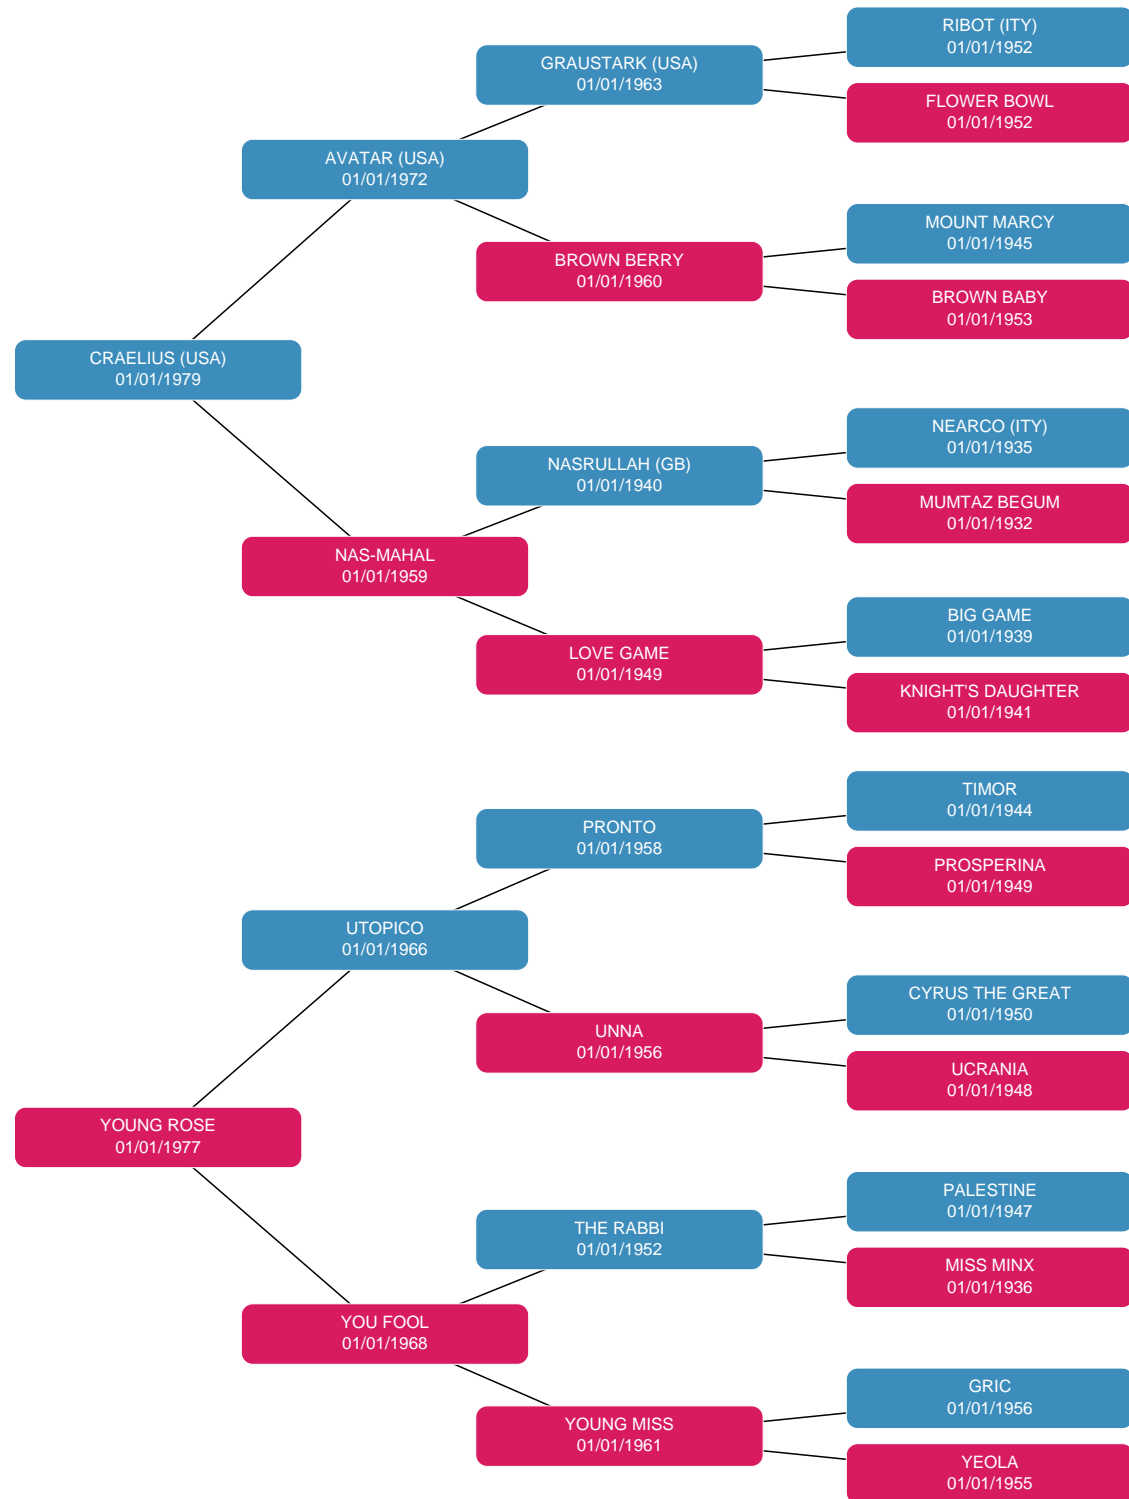 RIBOT (ITY)
01/01/1952
GRAUSTARK (USA)
01/01/1963
FLOWER BOWL
01/01/1952
AVATAR (USA)
01/01/1972
MOUNT MARCY
01/01/1945
BROWN BERRY
01/01/1960
BROWN BABY
01/01/1953
CRAELIUS (USA)
01/01/1979
NEARCO (ITY)
01/01/1935
NASRULLAH (GB)
01/01/1940
MUMTAZ BEGUM
01/01/1932
NAS-MAHAL
01/01/1959
BIG GAME
01/01/1939
LOVE GAME
01/01/1949
KNIGHT'S DAUGHTER
01/01/1941
TIMOR
01/01/1944
PRONTO
01/01/1958
PROSPERINA
01/01/1949
UTOPICO
01/01/1966
CYRUS THE GREAT
01/01/1950
UNNA
01/01/1956
UCRANIA
01/01/1948
YOUNG ROSE
01/01/1977
PALESTINE
01/01/1947
THE RABBI
01/01/1952
MISS MINX
01/01/1936
YOU FOOL
01/01/1968
GRIC
01/01/1956
YOUNG MISS
01/01/1961
YEOLA
01/01/1955